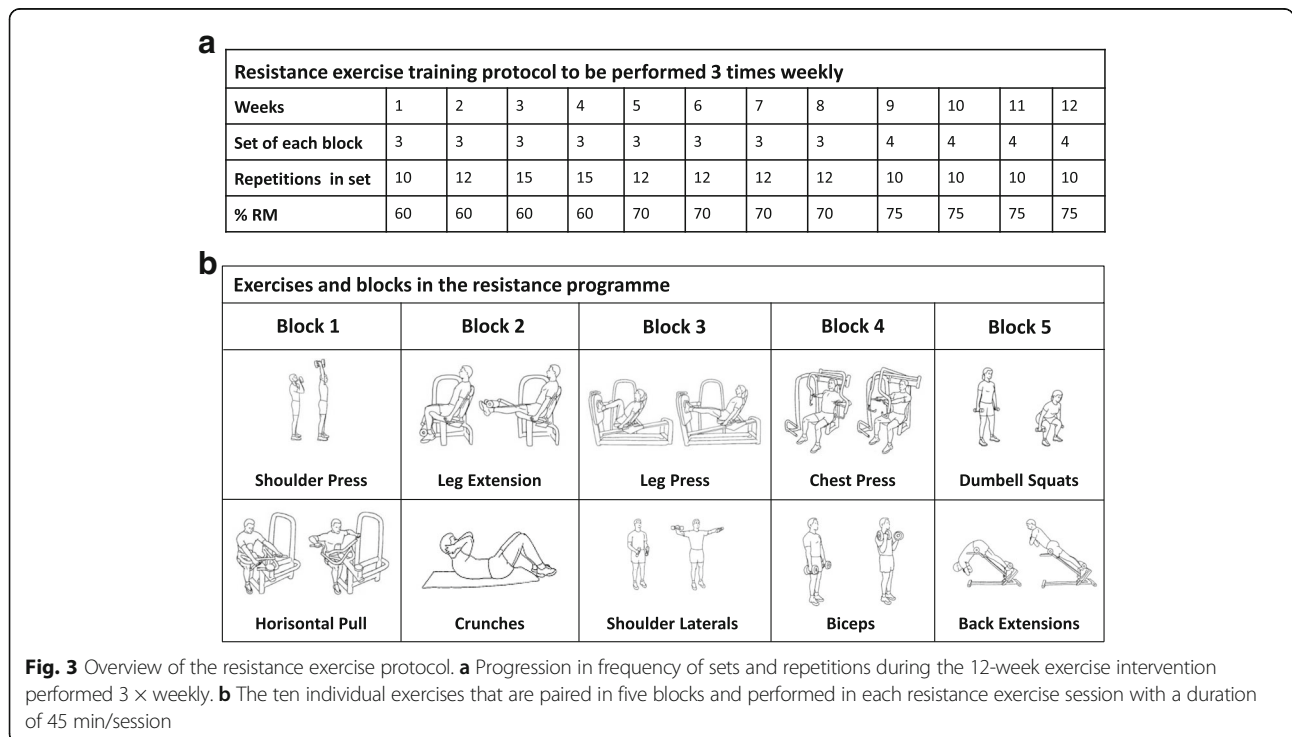 a
Resistance exercise training protocol to be performed 3 times weekly
Weeks 1 2 3 4 5 6 7 8 9 10 11 12
Set of each block 3 3 3 3 3 3 3 3 4 4 4 4
Repetitions in set 10 12 15 15 12 12 12 12 10 10 10 10
% RM 60 60 60 60 70 70 70 70 75 75 75 75
b
Exercises and blocks in the resistance programme
Block 1 Block 2 Block 3 Block 4 Block 5
Shoulder Press Leg Extension Leg Press Chest Press Dumbell Squats
Horisontal Pull Crunches Shoulder Laterals Biceps Back Extensions
Fig. 3 Overview of the resistance exercise protocol. a Progression in frequency of sets and repetitions during the 12-week exercise intervention
performed 3 × weekly. b The ten individual exercises that are paired in five blocks and performed in each resistance exercise session with a duration
of 45 min/session